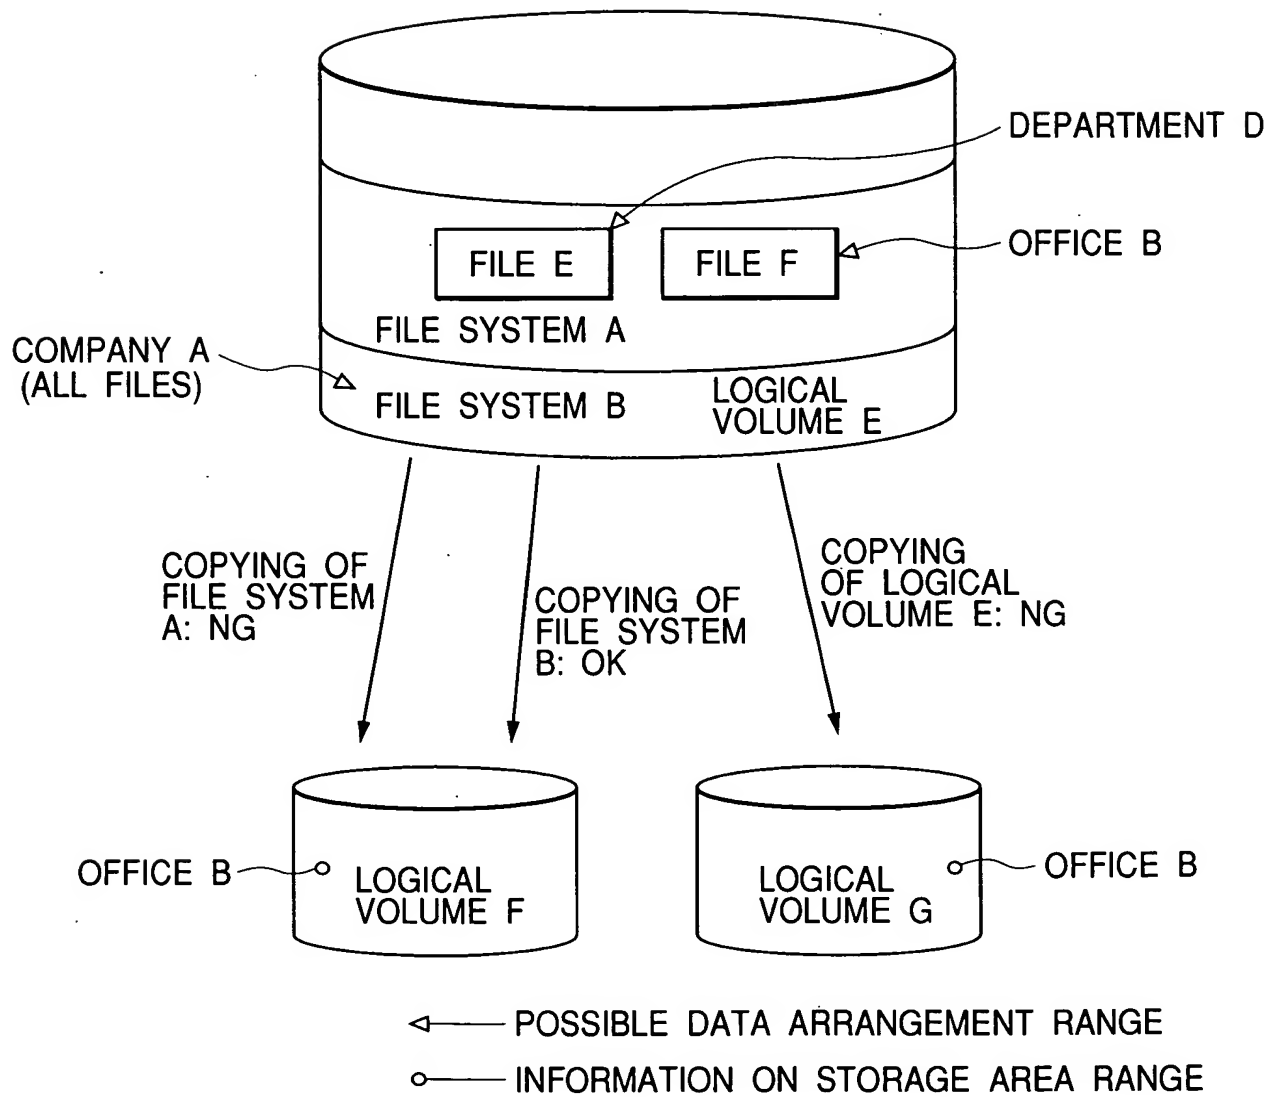 DEPARTMENT D
FILE E
FILE F
OFFICE B
FILE SYSTEM A
COMPANY A
(ALL FILES)
FILE SYSTEM B
LOGICAL
VOLUME E
COPYING OF
FILE SYSTEM
A: NG
COPYING OF
FILE SYSTEM
B: OK
COPYING
OF LOGICAL
VOLUME E: NG
OFFICE B
LOGICAL
VOLUME F
LOGICAL
VOLUME G
OFFICE B
POSSIBLE DATA ARRANGEMENT RANGE
INFORMATION ON STORAGE AREA RANGE